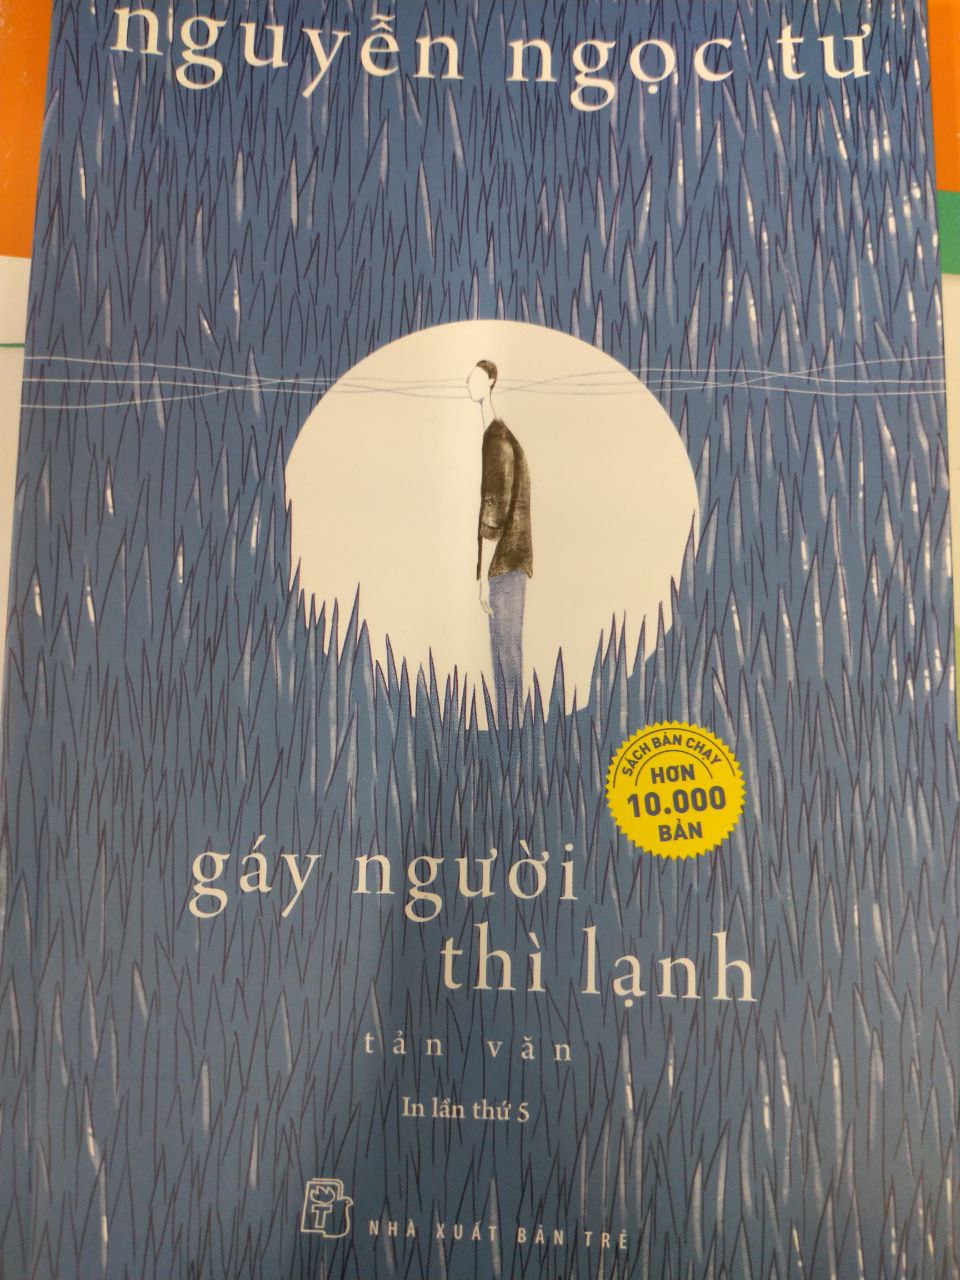 nguyễn ngọc tư
SÁCH BÁN CHẠY
HƠN
10.000
BẢN
gáy người
thì lạnh
tản văn
In lần thứ 5
T
NHÀ XUẤT BẢN TRẺ